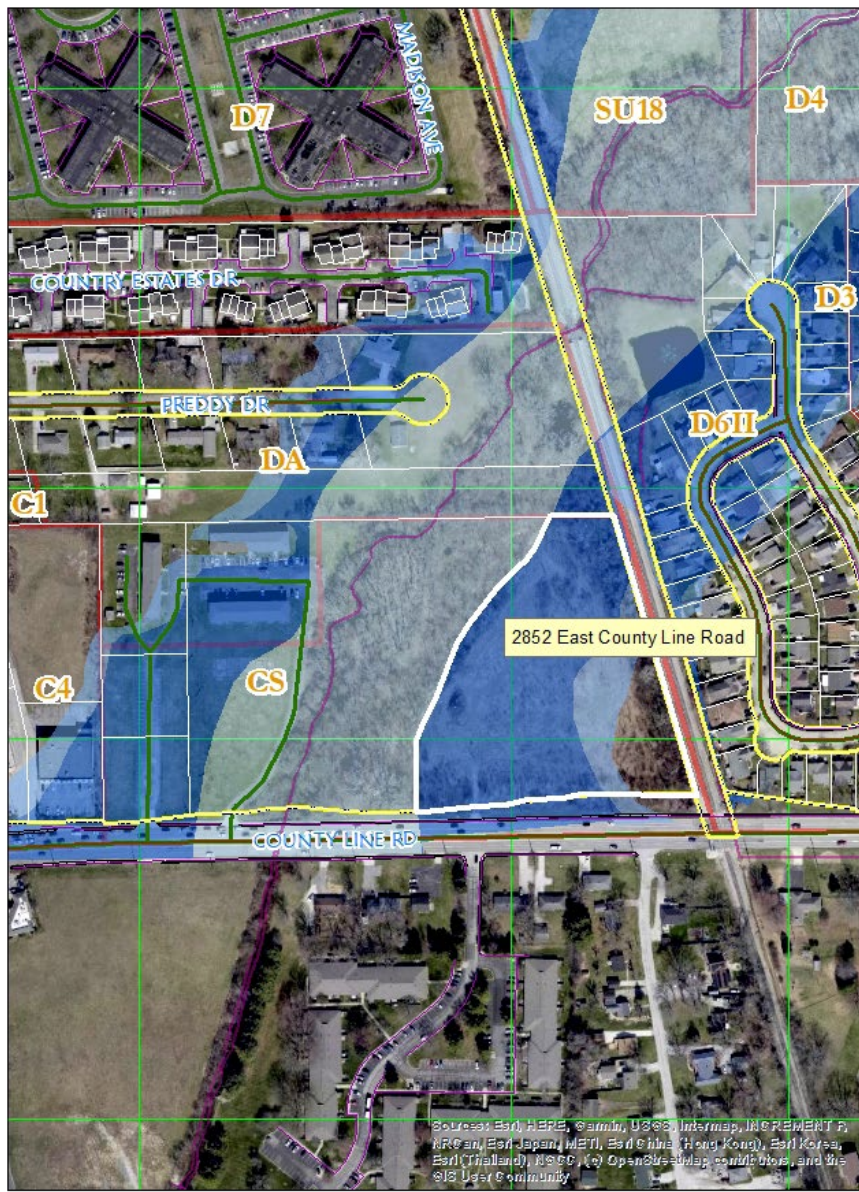 MADISON AVE
D7
SU18
D4
COUNTRY ESTATES DR
D3
PREDDY DR
D6II
DA
C1
2852 East County Line Road
C4
CS
COUNTY LINE RD
Sources: Esri, HERE, Garmin, USGS, Intermap, INCREMENT P,
NRCan, Esri Japan, METI, Esri China (Hong Kong), Esri Korea,
Esri (Thailand), NGCC, (c) OpenStreetMap contributors, and the
GIS User Community